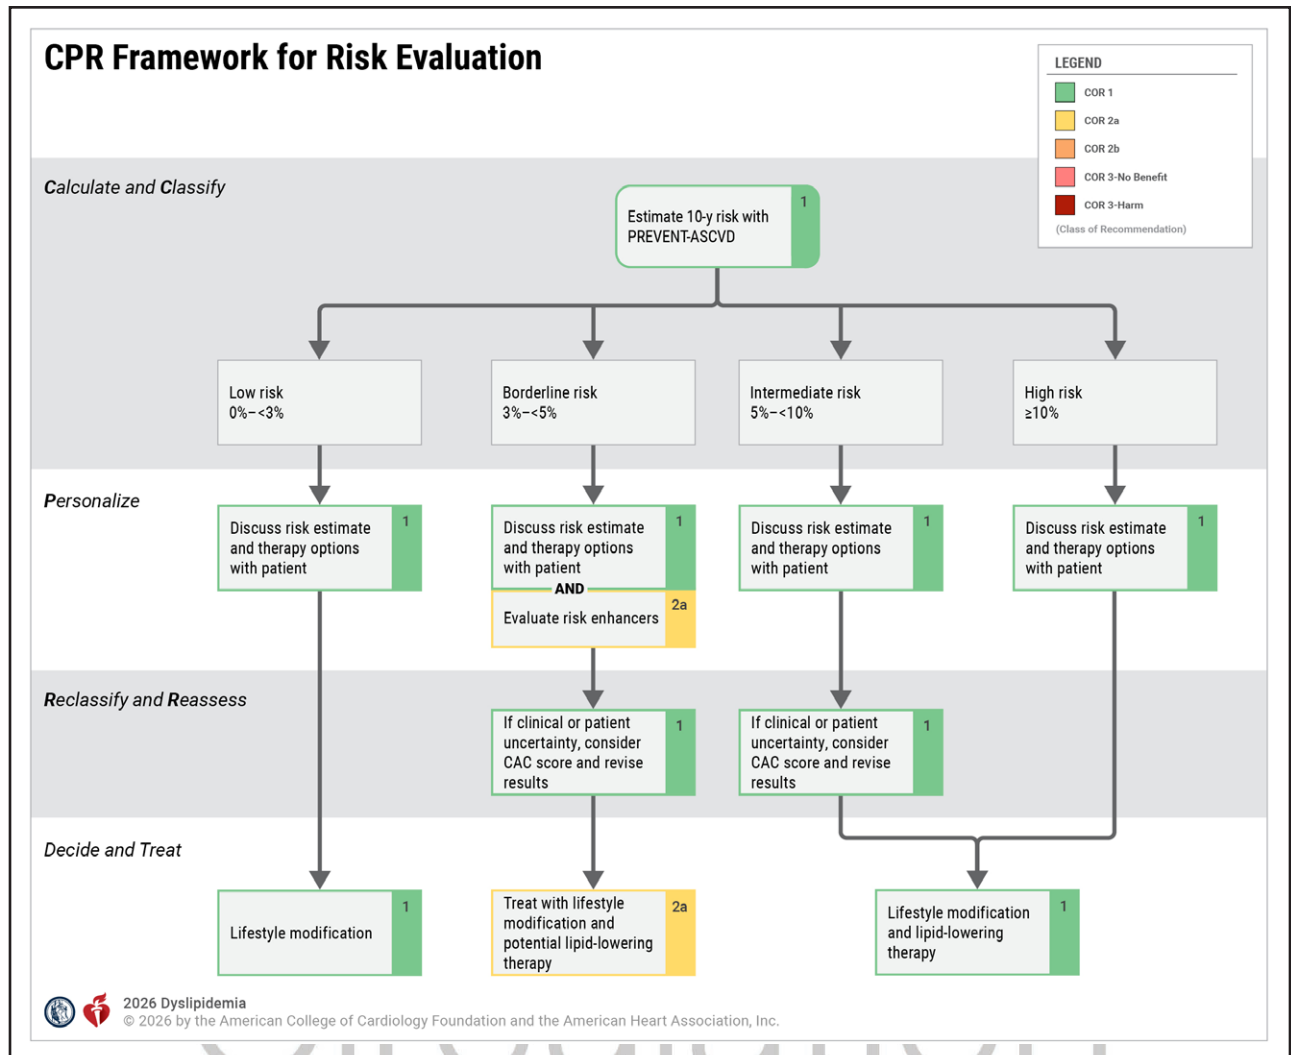 CPR Framework for Risk Evaluation
LEGEND
COR 1
COR 2a
COR 2b
COR 3-No Benefit
COR 3-Harm
(Class of Recommendation)
Calculate and Classify
Estimate 10-y risk with
PREVENT-ASCVD
1
Low risk
0%–<3%
Borderline risk
3%–<5%
Intermediate risk
5%–<10%
High risk
≥10%
Personalize
Discuss risk estimate
and therapy options
with patient
1
Discuss risk estimate
and therapy options
with patient
1
AND
Evaluate risk enhancers
2a
Discuss risk estimate
and therapy options
with patient
1
Discuss risk estimate
and therapy options
with patient
1
Reclassify and Reassess
If clinical or patient
uncertainty, consider
CAC score and revise
results
1
If clinical or patient
uncertainty, consider
CAC score and revise
results
1
Decide and Treat
Lifestyle modification
1
Treat with lifestyle
modification and
potential lipid-lowering
therapy
2a
Lifestyle modification
and lipid-lowering
therapy
1
2026 Dyslipidemia
© 2026 by the American College of Cardiology Foundation and the American Heart Association, Inc.